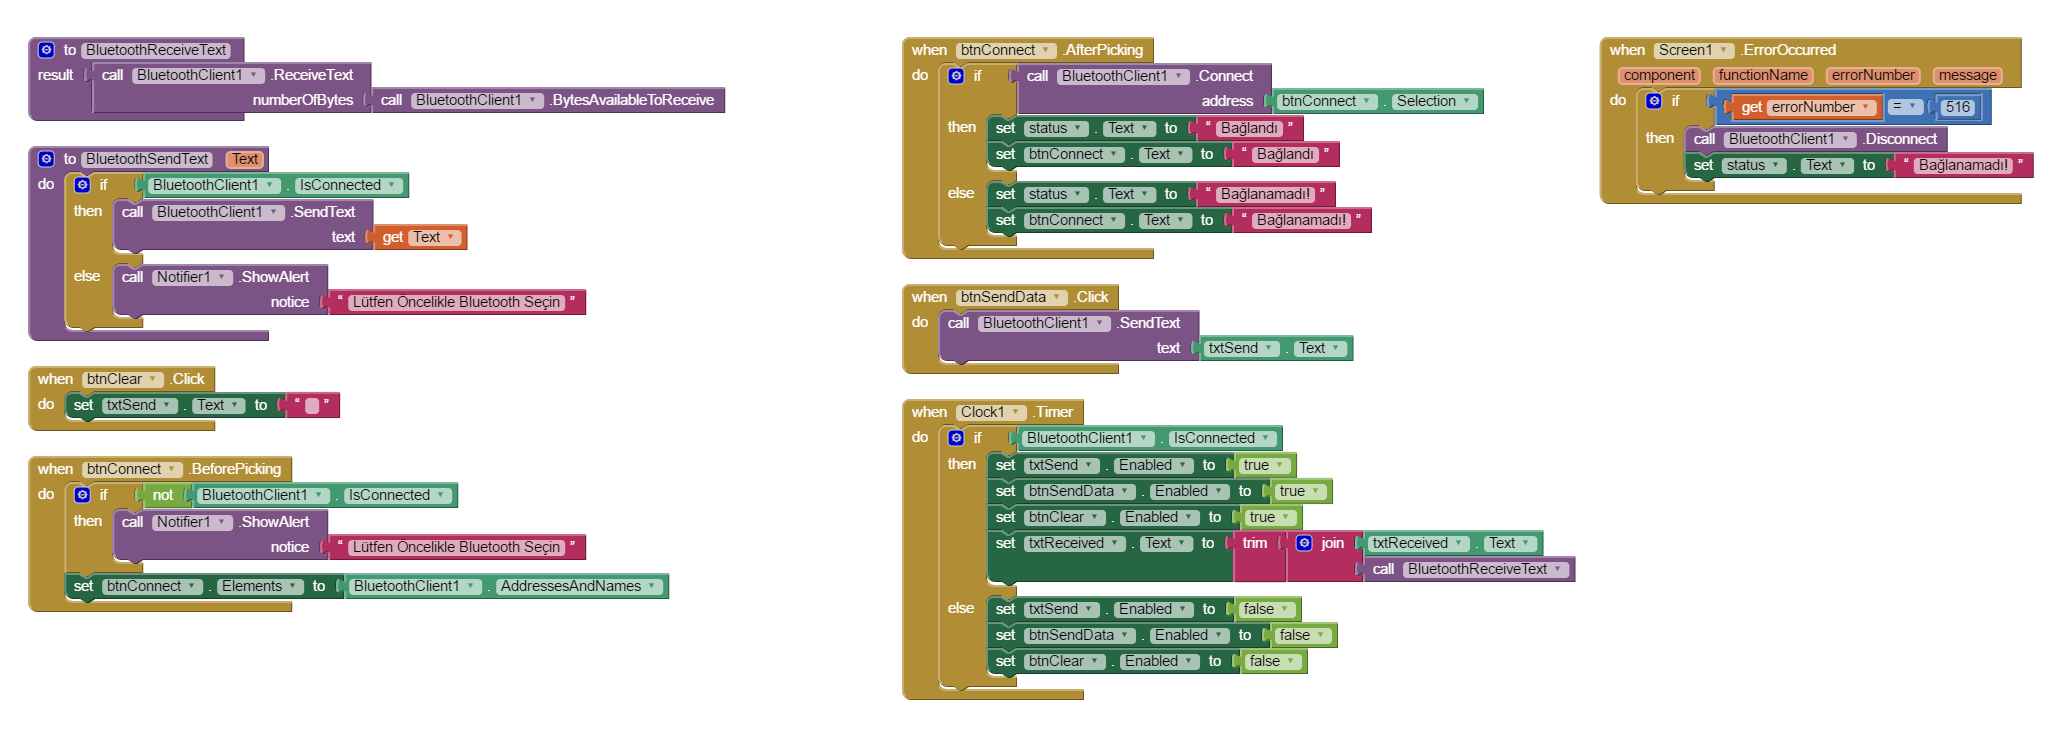 to BluetoothReceiveText
result call BluetoothClient1 .ReceiveText
numberOfBytes call BluetoothClient1 .BytesAvailableToReceive
to BluetoothSendText Text
do if BluetoothClient1 . IsConnected
then call BluetoothClient1 .SendText
text get Text
else call Notifier1 .ShowAlert
notice “ Lütfen Öncelikle Bluetooth Seçin ”
when btnClear .Click
do set txtSend . Text to “ ”
when btnConnect .BeforePicking
do if not BluetoothClient1 . IsConnected
then call Notifier1 .ShowAlert
notice “ Lütfen Öncelikle Bluetooth Seçin ”
set btnConnect . Elements to BluetoothClient1 . AddressesAndNames
when btnConnect .AfterPicking
do if call BluetoothClient1 .Connect
address btnConnect . Selection
then set status . Text to “ Bağlandı ”
set btnConnect . Text to “ Bağlandı ”
else set status . Text to “ Bağlanamadı! ”
set btnConnect . Text to “ Bağlanamadı! ”
when btnSendData .Click
do call BluetoothClient1 .SendText
text txtSend . Text
when Clock1 .Timer
do if BluetoothClient1 . IsConnected
then set txtSend . Enabled to true
set btnSendData . Enabled to true
set btnClear . Enabled to true
set txtReceived . Text to trim join txtReceived . Text
call BluetoothReceiveText
else set txtSend . Enabled to false
set btnSendData . Enabled to false
set btnClear . Enabled to false
when Screen1 .ErrorOccurred
component functionName errorNumber message
do if get errorNumber = 516
then call BluetoothClient1 .Disconnect
set status . Text to “ Bağlanamadı! ”